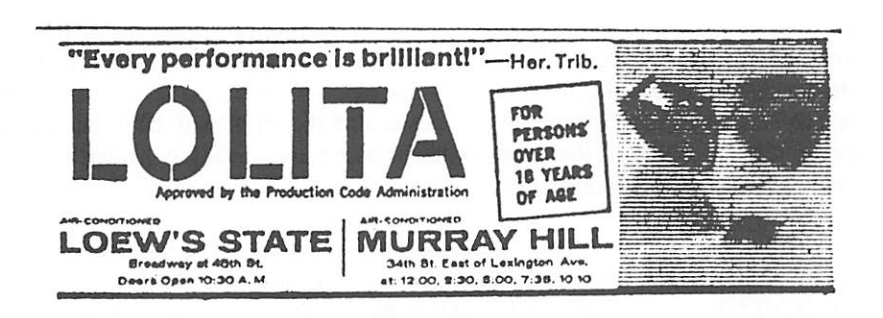 "Every performance is brilliant!"—Her. Trib.
LOLITA
FOR
PERSONS
OVER
18 YEARS
OF AGE
Approved by the Production Code Administration
AIR-CONDITIONED
LOEW'S STATE
Broadway at 45th St.
Doors Open 10:30 A.M
AIR-CONDITIONED
MURRAY HILL
34th St. East of Lexington Ave.
at: 12:00, 2:30, 5:00, 7:35, 10 10